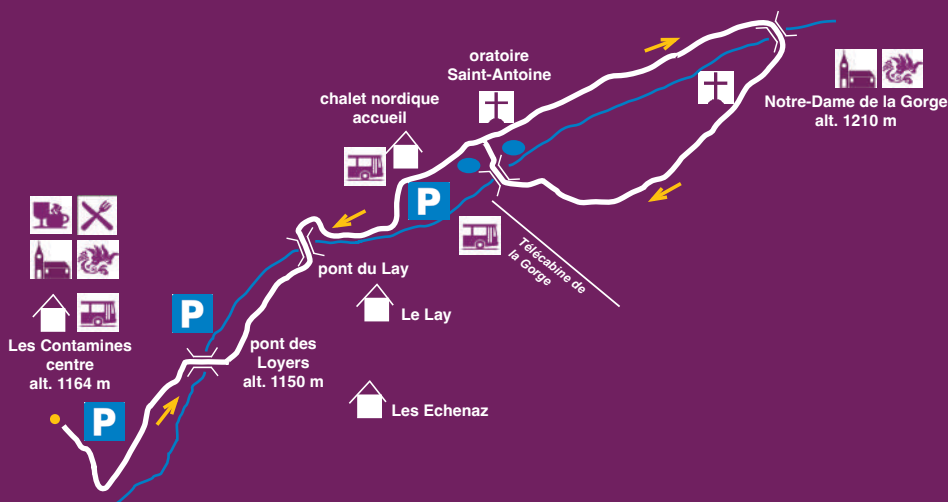 oratoire
Saint-Antoine
chalet nordique
accueil
Notre-Dame de la Gorge
alt. 1210 m
P
Télécabine de
la Gorge
pont du Lay
Le Lay
P
Les Contamines
centre
alt. 1164 m
pont des
Loyers
alt. 1150 m
Les Echenaz
P